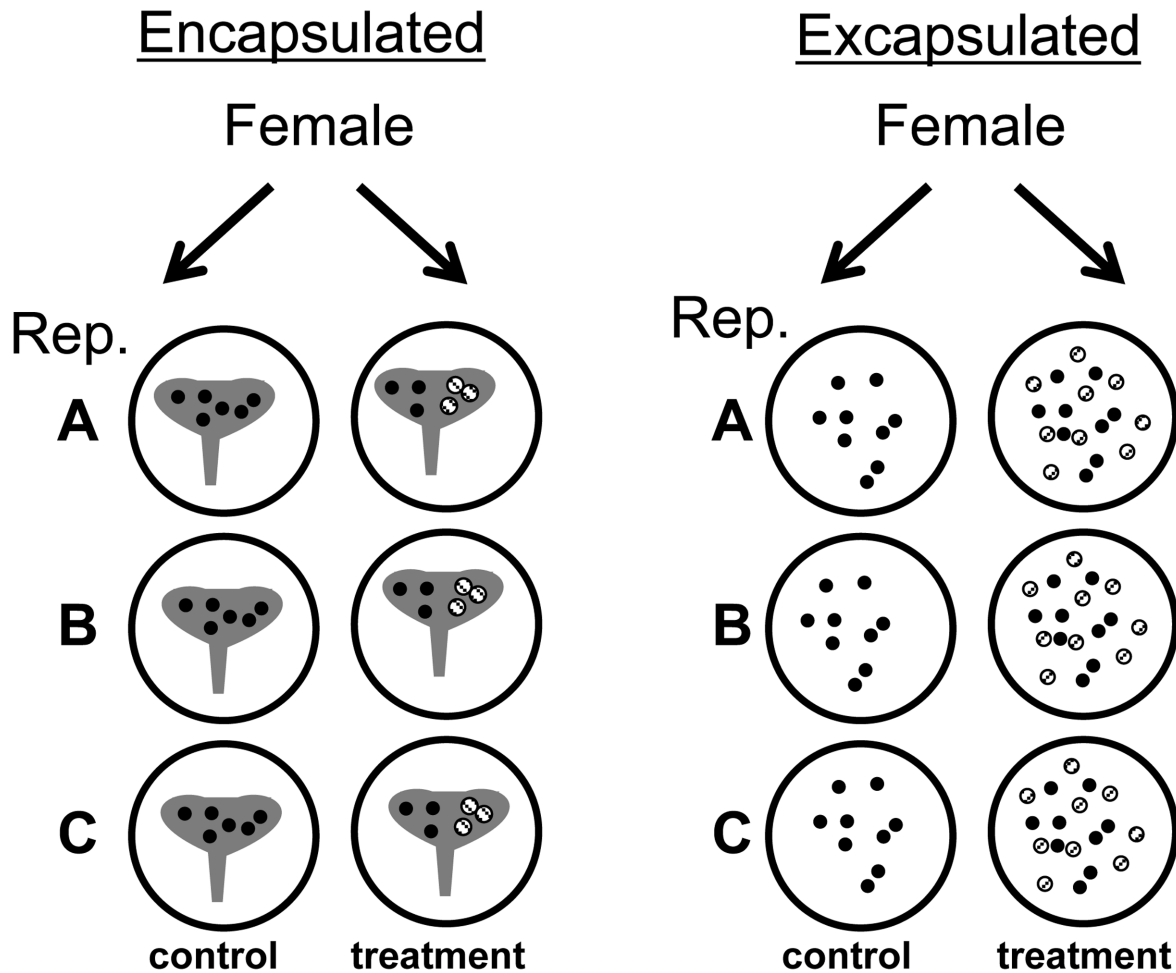 Encapsulated
Female
Rep.
A
B
C
control treatment
Excapsulated
Female
Rep.
A
B
C
control treatment